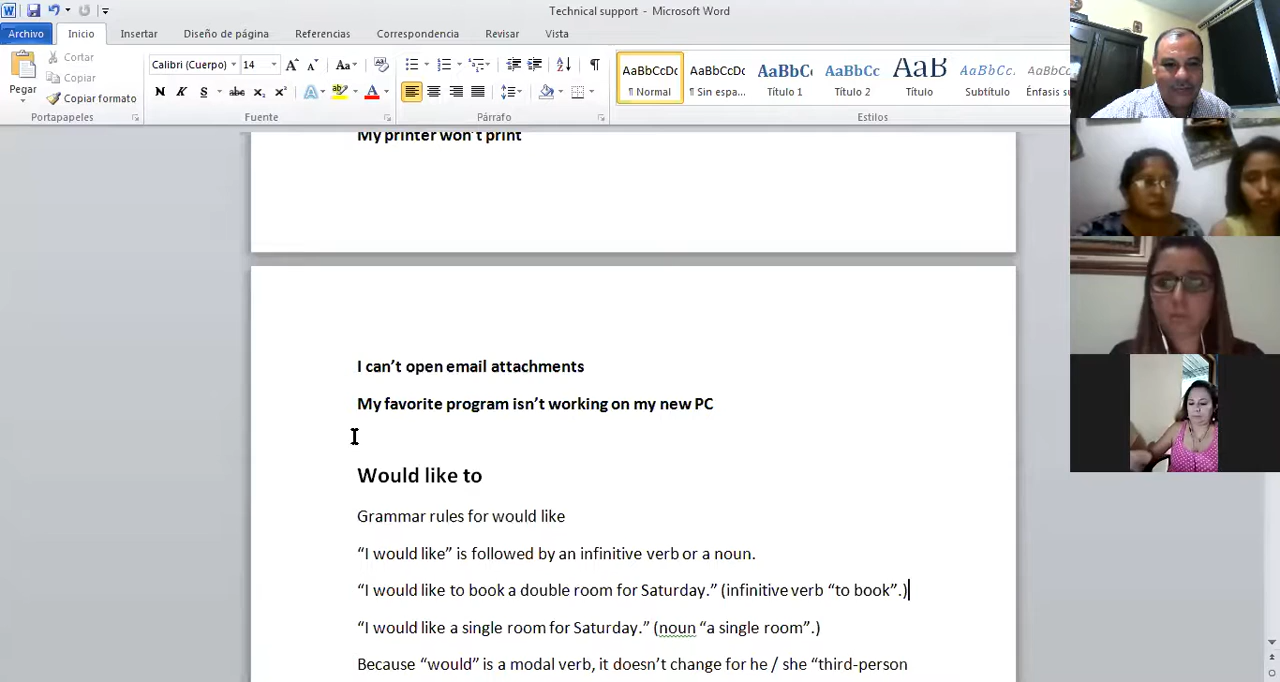 Technical support - Microsoft Word
Archivo Inicio Insertar Diseño de página Referencias Correspondencia Revisar Vista
Pegar
Cortar
Copiar
Copiar formato
Portapapeles
Calibri (Cuerpo) 14
Fuente
Párrafo
AaBbCcDc AaBbCcDc AaBbC AaBbCc AaB AaBbCc AaBbCc
¶ Normal ¶ Sin espa... Título 1 Título 2 Título Subtítulo Énfasis s
Estilos
My printer won’t print
I can’t open email attachments
My favorite program isn’t working on my new PC
Would like to
Grammar rules for would like
“I would like” is followed by an infinitive verb or a noun.
“I would like to book a double room for Saturday.” (infinitive verb “to book”.)
“I would like a single room for Saturday.” (noun “a single room”.)
Because “would” is a modal verb, it doesn’t change for he / she “third-person